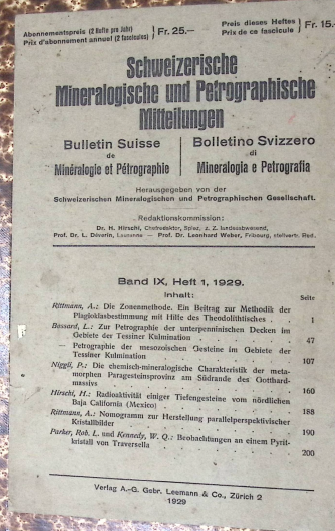 Abonnementspreis (2 Hefte pro Jahr)
Prix d'abonnement annuel (2 fascicules)
Fr. 25.—
Preis dieses Heftes
Prix de ce fascicule
Fr. 15.
Schweizerische
Mineralogische und Petrographische
Mitteilungen
Bulletin Suisse
de
Minéralogie et Pétrographie
Bolletino Svizzero
di
Mineralogia e Petrografia
Herausgegeben von der
Schweizerischen Mineralogischen und Petrographischen Gesellschaft.
Redaktionskommission:
Dr. H. Hirschi, Chefredaktor, Spiez, z. Z. landesabwesend,
Prof. Dr. L. Déverin, Lausanne — Prof. Dr. Leonhard Weber, Fribourg, stellvertr. Red.
Band IX, Heft 1, 1929.
Inhalt:
Seite
Rittmann, A.: Die Zonenmethode. Ein Beitrag zur Methodik der
Plagioklasbestimmung mit Hilfe des Theodolithtisches . . 1
Bossard, L.: Zur Petrographie der unterpenninischen Decken im
Gebiete der Tessiner Kulmination 47
— Petrographie der mesozoischen Gesteine im Gebiete der
Tessiner Kulmination 107
Niggli, P.: Die chemisch-mineralogische Charakteristik der meta-
morphen Paragesteinsprovinz am Südrande des Gotthard-
massivs 160
Hirschi, H.: Radioaktivität einiger Tiefengesteine vom nördlichen
Baja California (Mexico) 188
Rittmann, A.: Nomogramm zur Herstellung parallelperspektivischer
Kristallbilder 190
Parker, Rob. L. und Kennedy, W. Q.: Beobachtungen an einem Pyrit-
kristall von Traversella 200
Verlag A.-G. Gebr. Leemann & Co., Zürich 2
1929